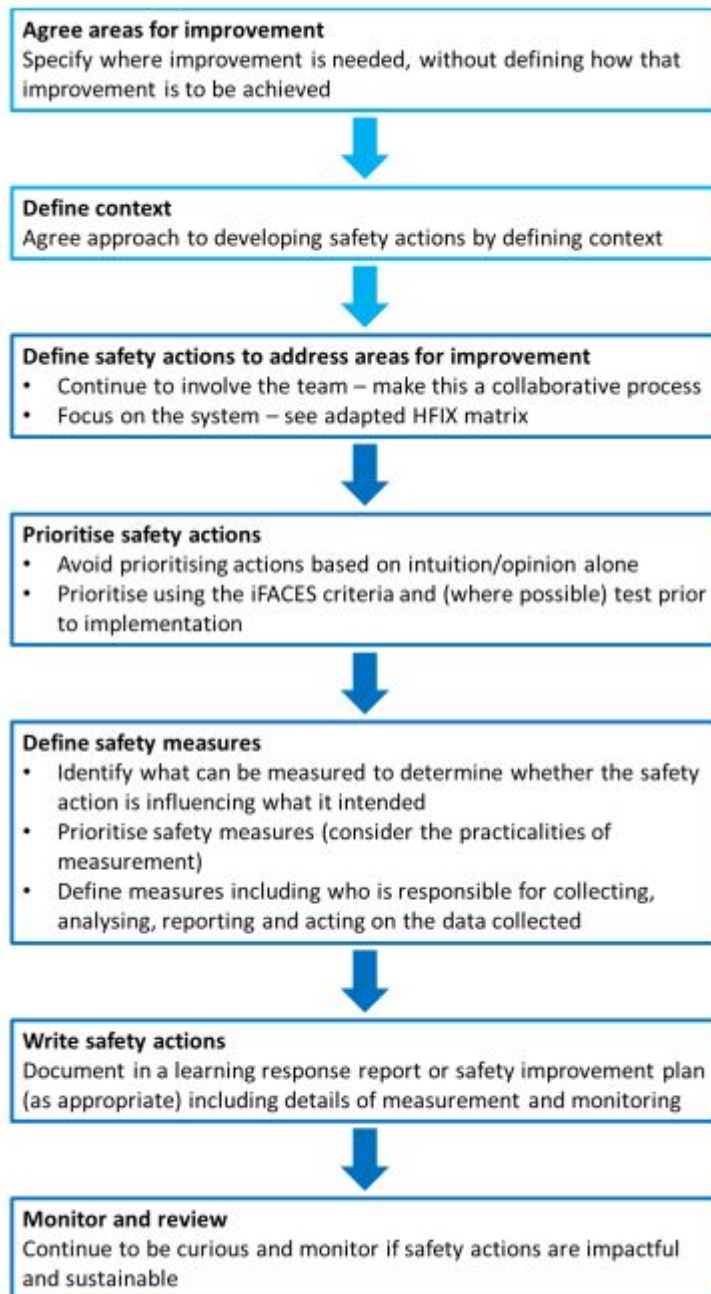 Agree areas for improvement
Specify where improvement is needed, without defining how that
improvement is to be achieved
Define context
Agree approach to developing safety actions by defining context
Define safety actions to address areas for improvement
• Continue to involve the team – make this a collaborative process
• Focus on the system – see adapted HFIX matrix
Prioritise safety actions
• Avoid prioritising actions based on intuition/opinion alone
• Prioritise using the iFACES criteria and (where possible) test prior
to implementation
Define safety measures
• Identify what can be measured to determine whether the safety
action is influencing what it intended
• Prioritise safety measures (consider the practicalities of
measurement)
• Define measures including who is responsible for collecting,
analysing, reporting and acting on the data collected
Write safety actions
Document in a learning response report or safety improvement plan
(as appropriate) including details of measurement and monitoring
Monitor and review
Continue to be curious and monitor if safety actions are impactful
and sustainable